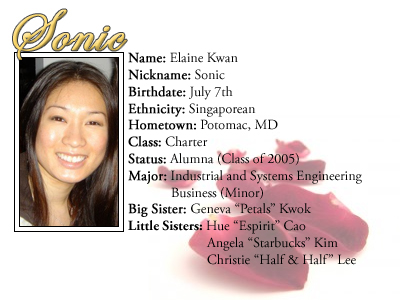 Sonic
Name: Elaine Kwan
Nickname: Sonic
Birthdate: July 7th
Ethnicity: Singaporean
Hometown: Potomac, MD
Class: Charter
Status: Alumna (Class of 2005)
Major: Industrial and Systems Engineering
Business (Minor)
Big Sister: Geneva “Petals” Kwok
Little Sisters: Hue “Espirit” Cao
Angela “Starbucks” Kim
Christie “Half & Half” Lee